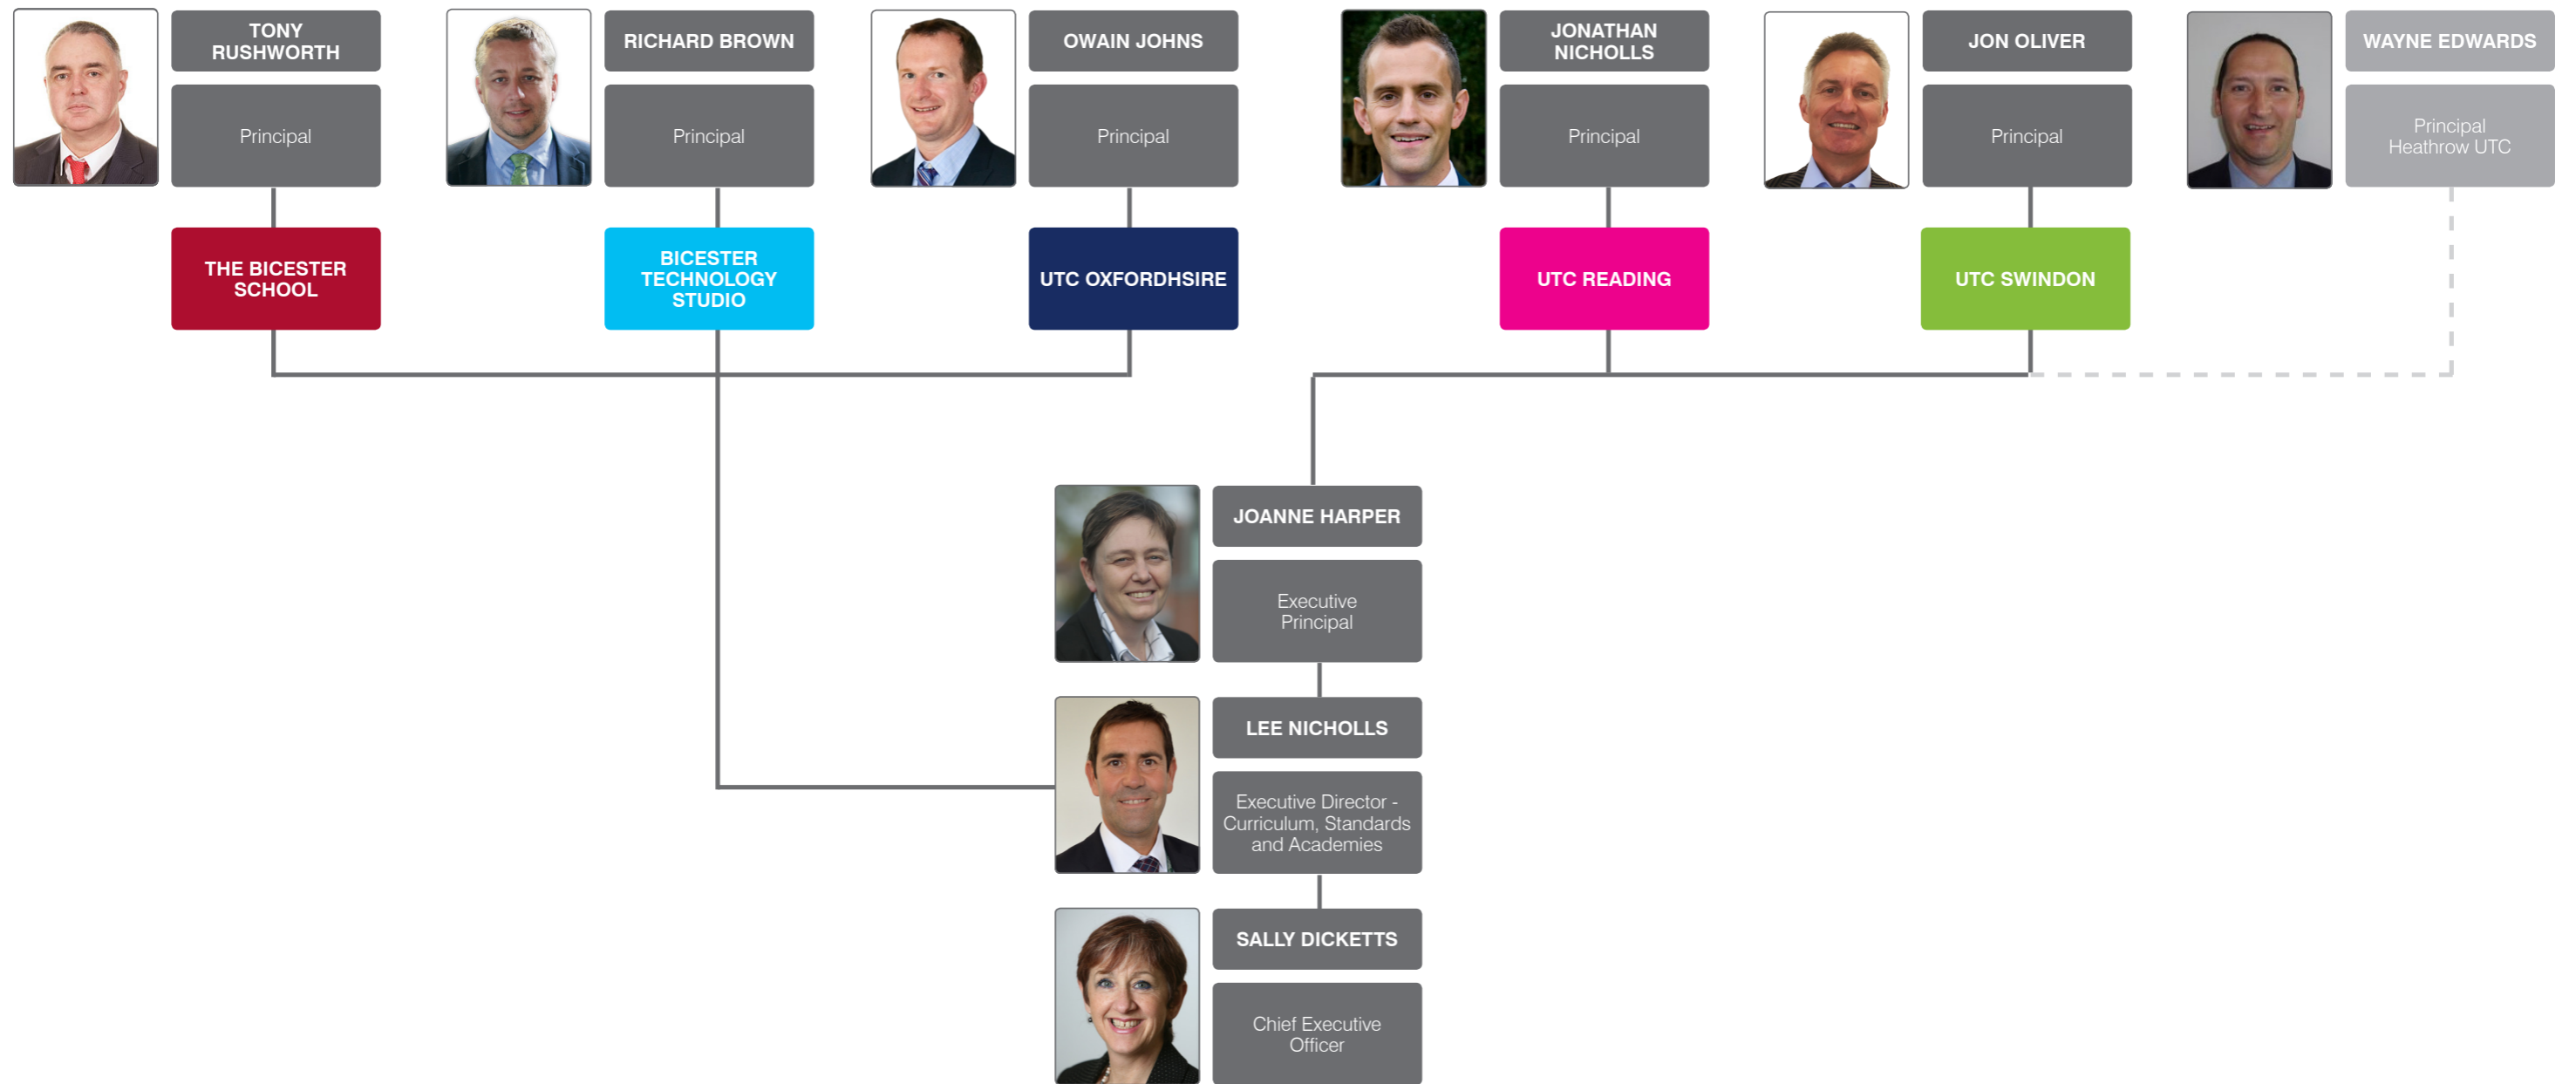 TONY
RUSHWORTH
Principal
THE BICESTER
SCHOOL
RICHARD BROWN
Principal
BICESTER
TECHNOLOGY
STUDIO
OWAIN JOHNS
Principal
UTC OXFORDHSIRE
JONATHAN
NICHOLLS
Principal
UTC READING
JON OLIVER
Principal
UTC SWINDON
WAYNE EDWARDS
Principal
Heathrow UTC
JOANNE HARPER
Executive
Principal
LEE NICHOLLS
Executive Director -
Curriculum, Standards
and Academies
SALLY DICKETTS
Chief Executive
Officer